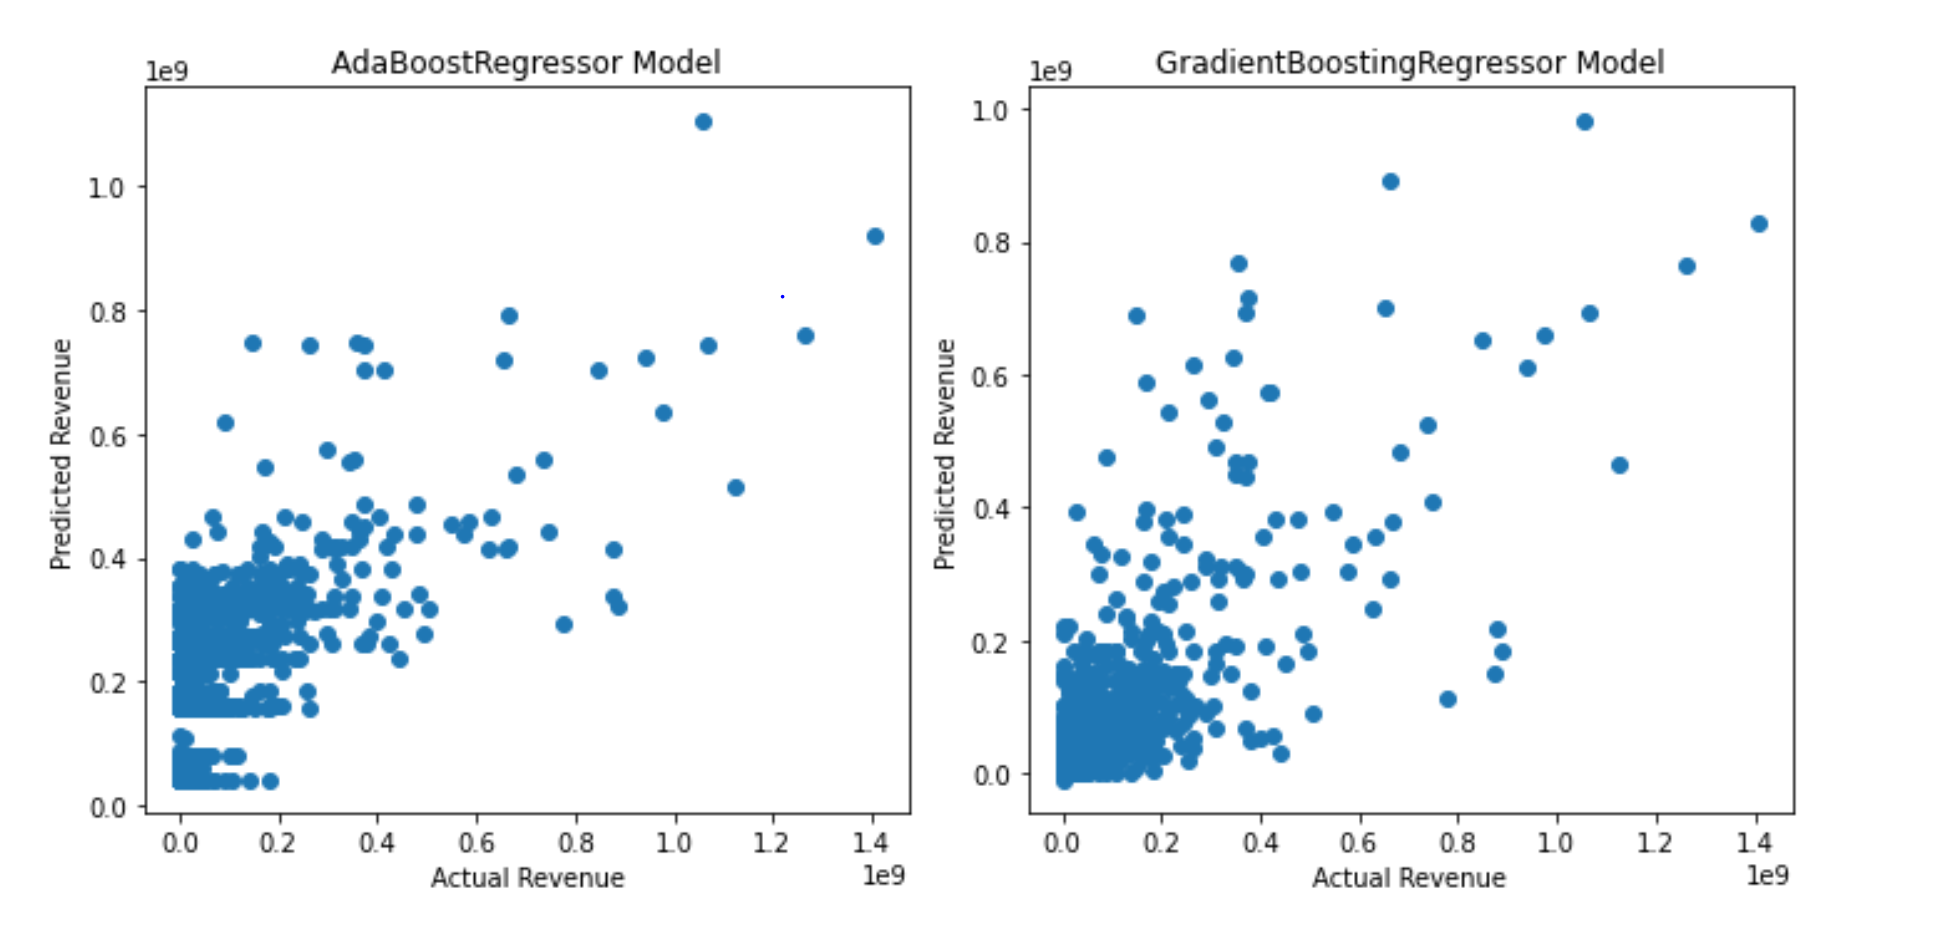 AdaBoostRegressor Model
1e9
1.0
0.8
0.6
0.4
0.2
0.0
Predicted Revenue
0.0 0.2 0.4 0.6 0.8 1.0 1.2 1.4
Actual Revenue
1e9
GradientBoostingRegressor Model
1e9
1.0
0.8
0.6
0.4
0.2
0.0
Predicted Revenue
0.0 0.2 0.4 0.6 0.8 1.0 1.2 1.4
Actual Revenue
1e9